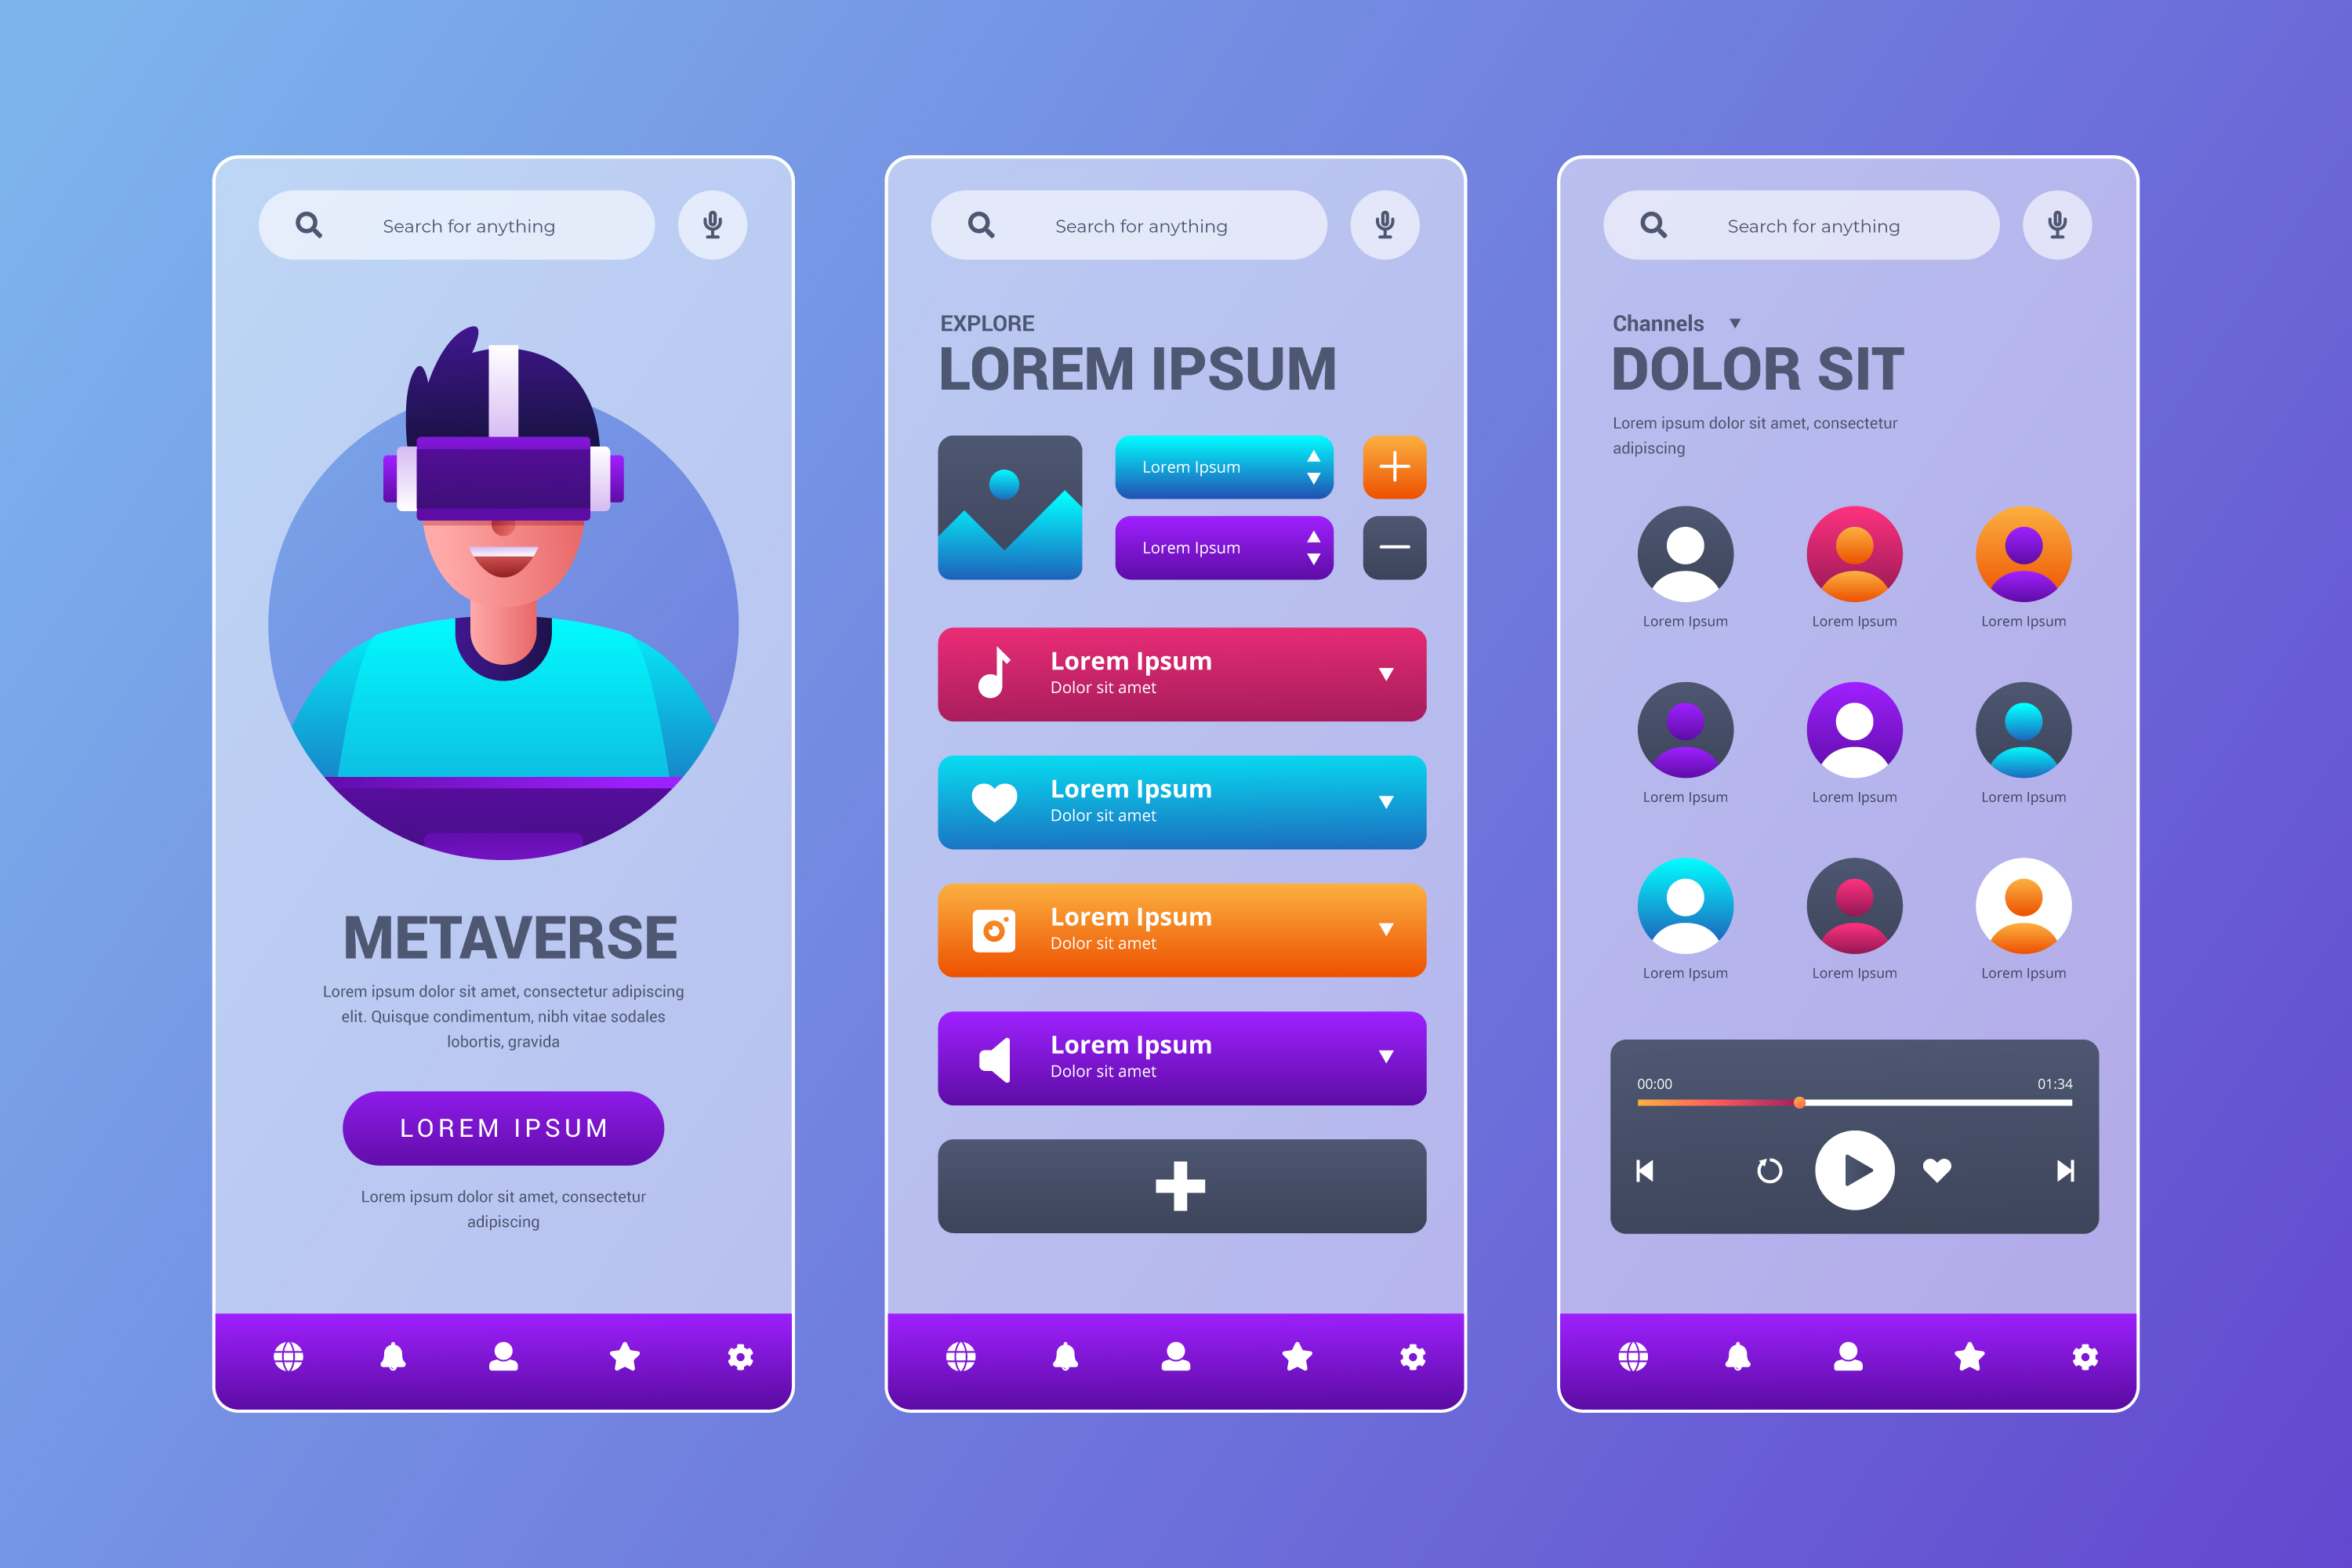 Search for anything
METAVERSE
Lorem ipsum dolor sit amet, consectetur adipiscing
elit. Quisque condimentum, nibh vitae sodales
lobortis, gravida
LOREM IPSUM
Lorem ipsum dolor sit amet, consectetur
adipiscing
Search for anything
EXPLORE
LOREM IPSUM
Lorem Ipsum
Lorem Ipsum
Lorem Ipsum
Dolor sit amet
Lorem Ipsum
Dolor sit amet
Lorem Ipsum
Dolor sit amet
Lorem Ipsum
Dolor sit amet
Search for anything
Channels
DOLOR SIT
Lorem ipsum dolor sit amet, consectetur
adipiscing
Lorem Ipsum
Lorem Ipsum
Lorem Ipsum
Lorem Ipsum
Lorem Ipsum
Lorem Ipsum
Lorem Ipsum
Lorem Ipsum
Lorem Ipsum
00:00
01:34